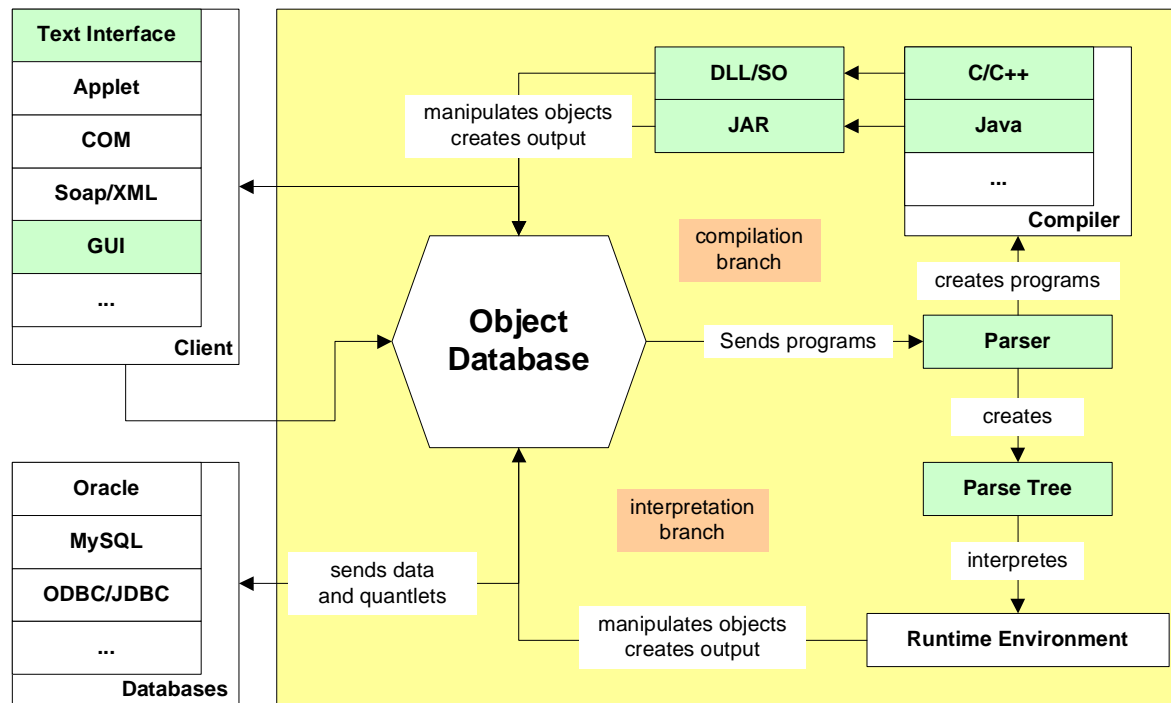 Text Interface
Applet
COM
Soap/XML
GUI
...
Client
Oracle
MySQL
ODBC/JDBC
...
Databases
manipulates objects
creates output
DLL/SO
JAR
C/C++
Java
...
Compiler
compilation
branch
creates programs
Object
Database
Sends programs
Parser
creates
Parse Tree
interpretation
branch
interpretes
sends data
and quantlets
manipulates objects
creates output
Runtime Environment